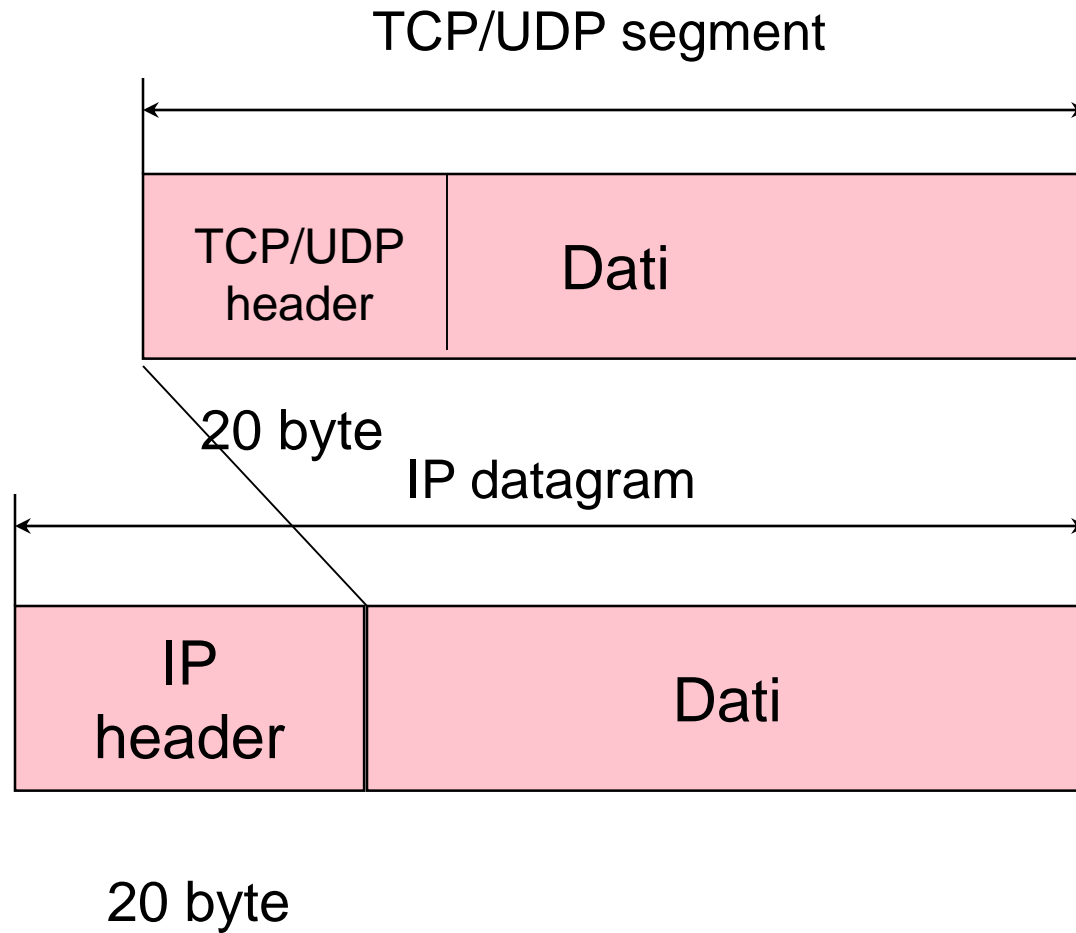 TCP/UDP segment
TCP/UDP
header
Dati
20 byte
IP datagram
IP
header
Dati
20 byte